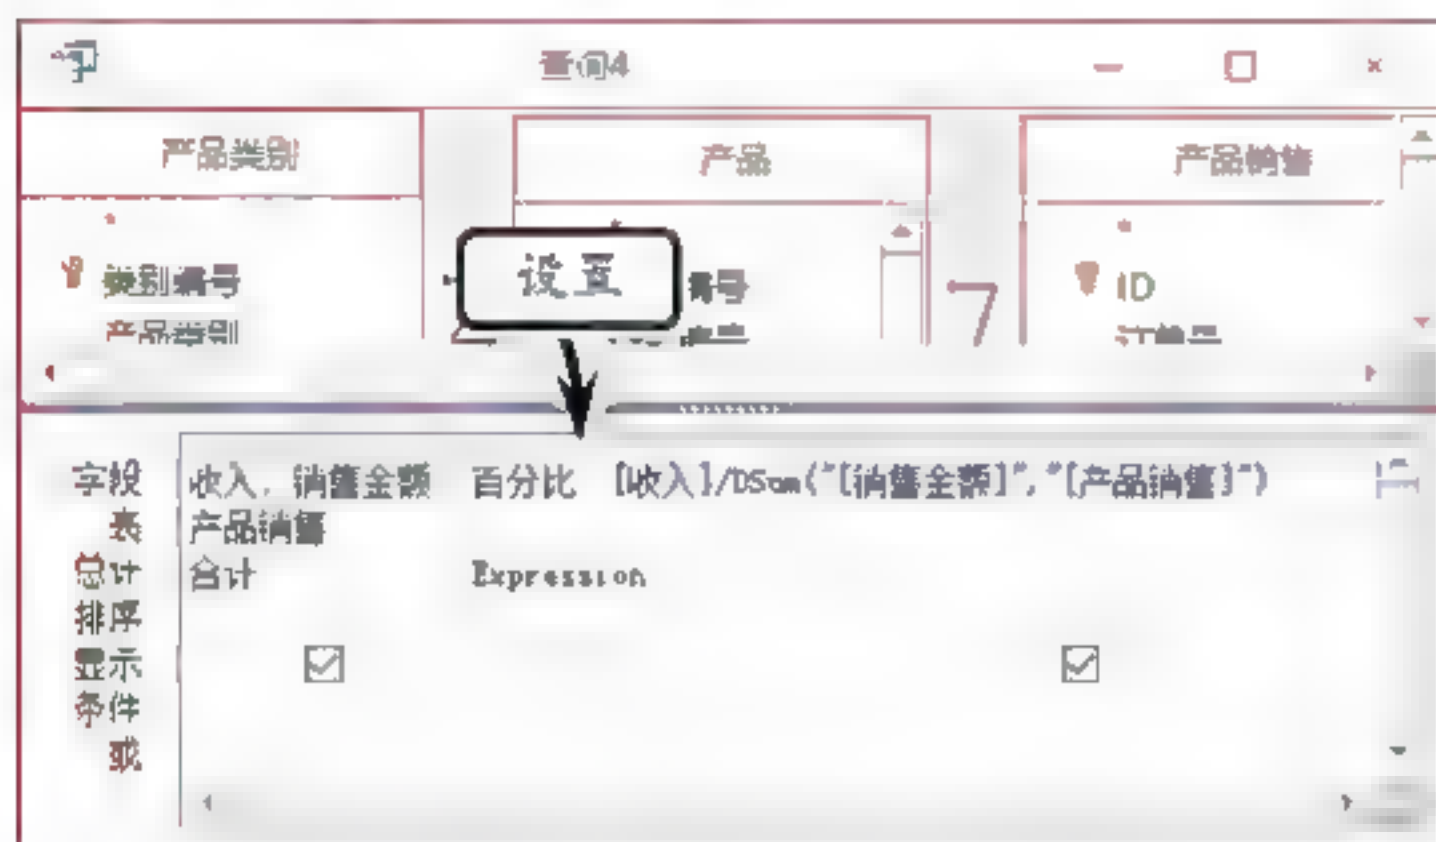 查询4
产品类别
产品
产品销售
设置
类别编号
编号
ID
产品类别
字段 收入: 销售金额 百分比: [收入]/DSum("[销售金额]","[产品销售]")
表 产品销售
总计 合计 Expression
排序
显示
条件
或